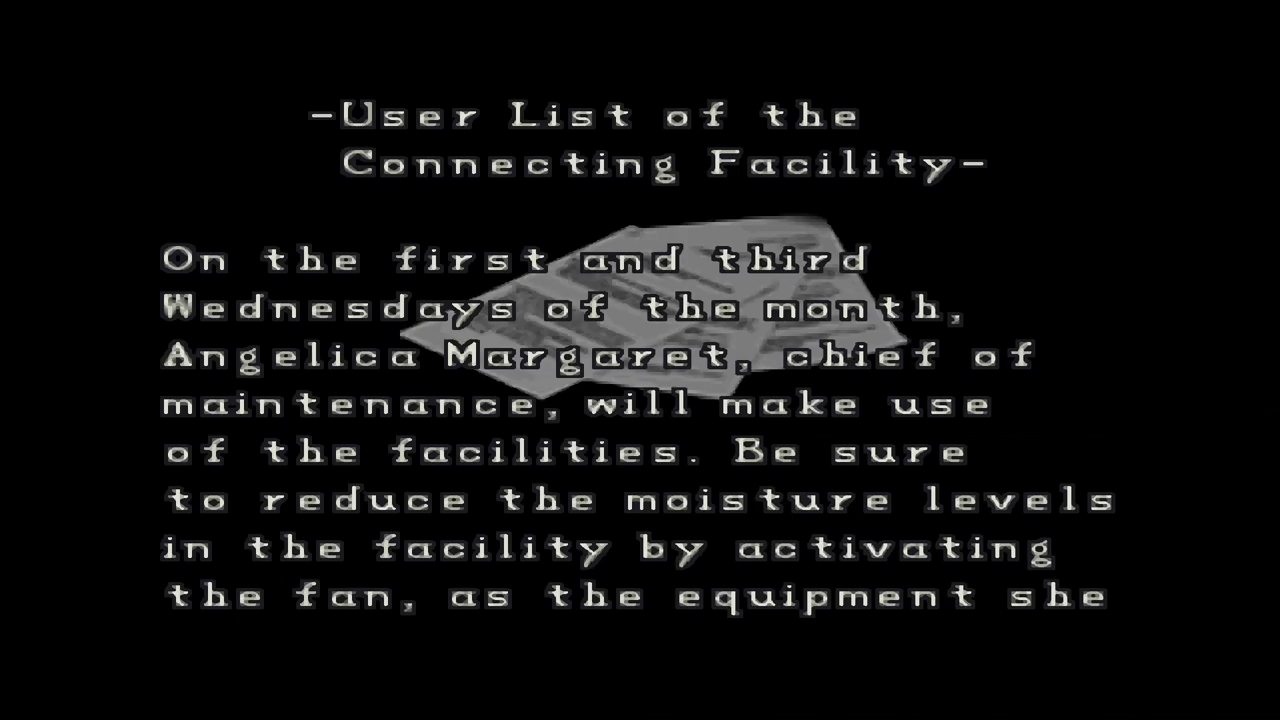 -User List of the
Connecting Facility-
On the first and third
Wednesdays of the month,
Angelica Margaret, chief of
maintenance, will make use
of the facilities. Be sure
to reduce the moisture levels
in the facility by activating
the fan, as the equipment she